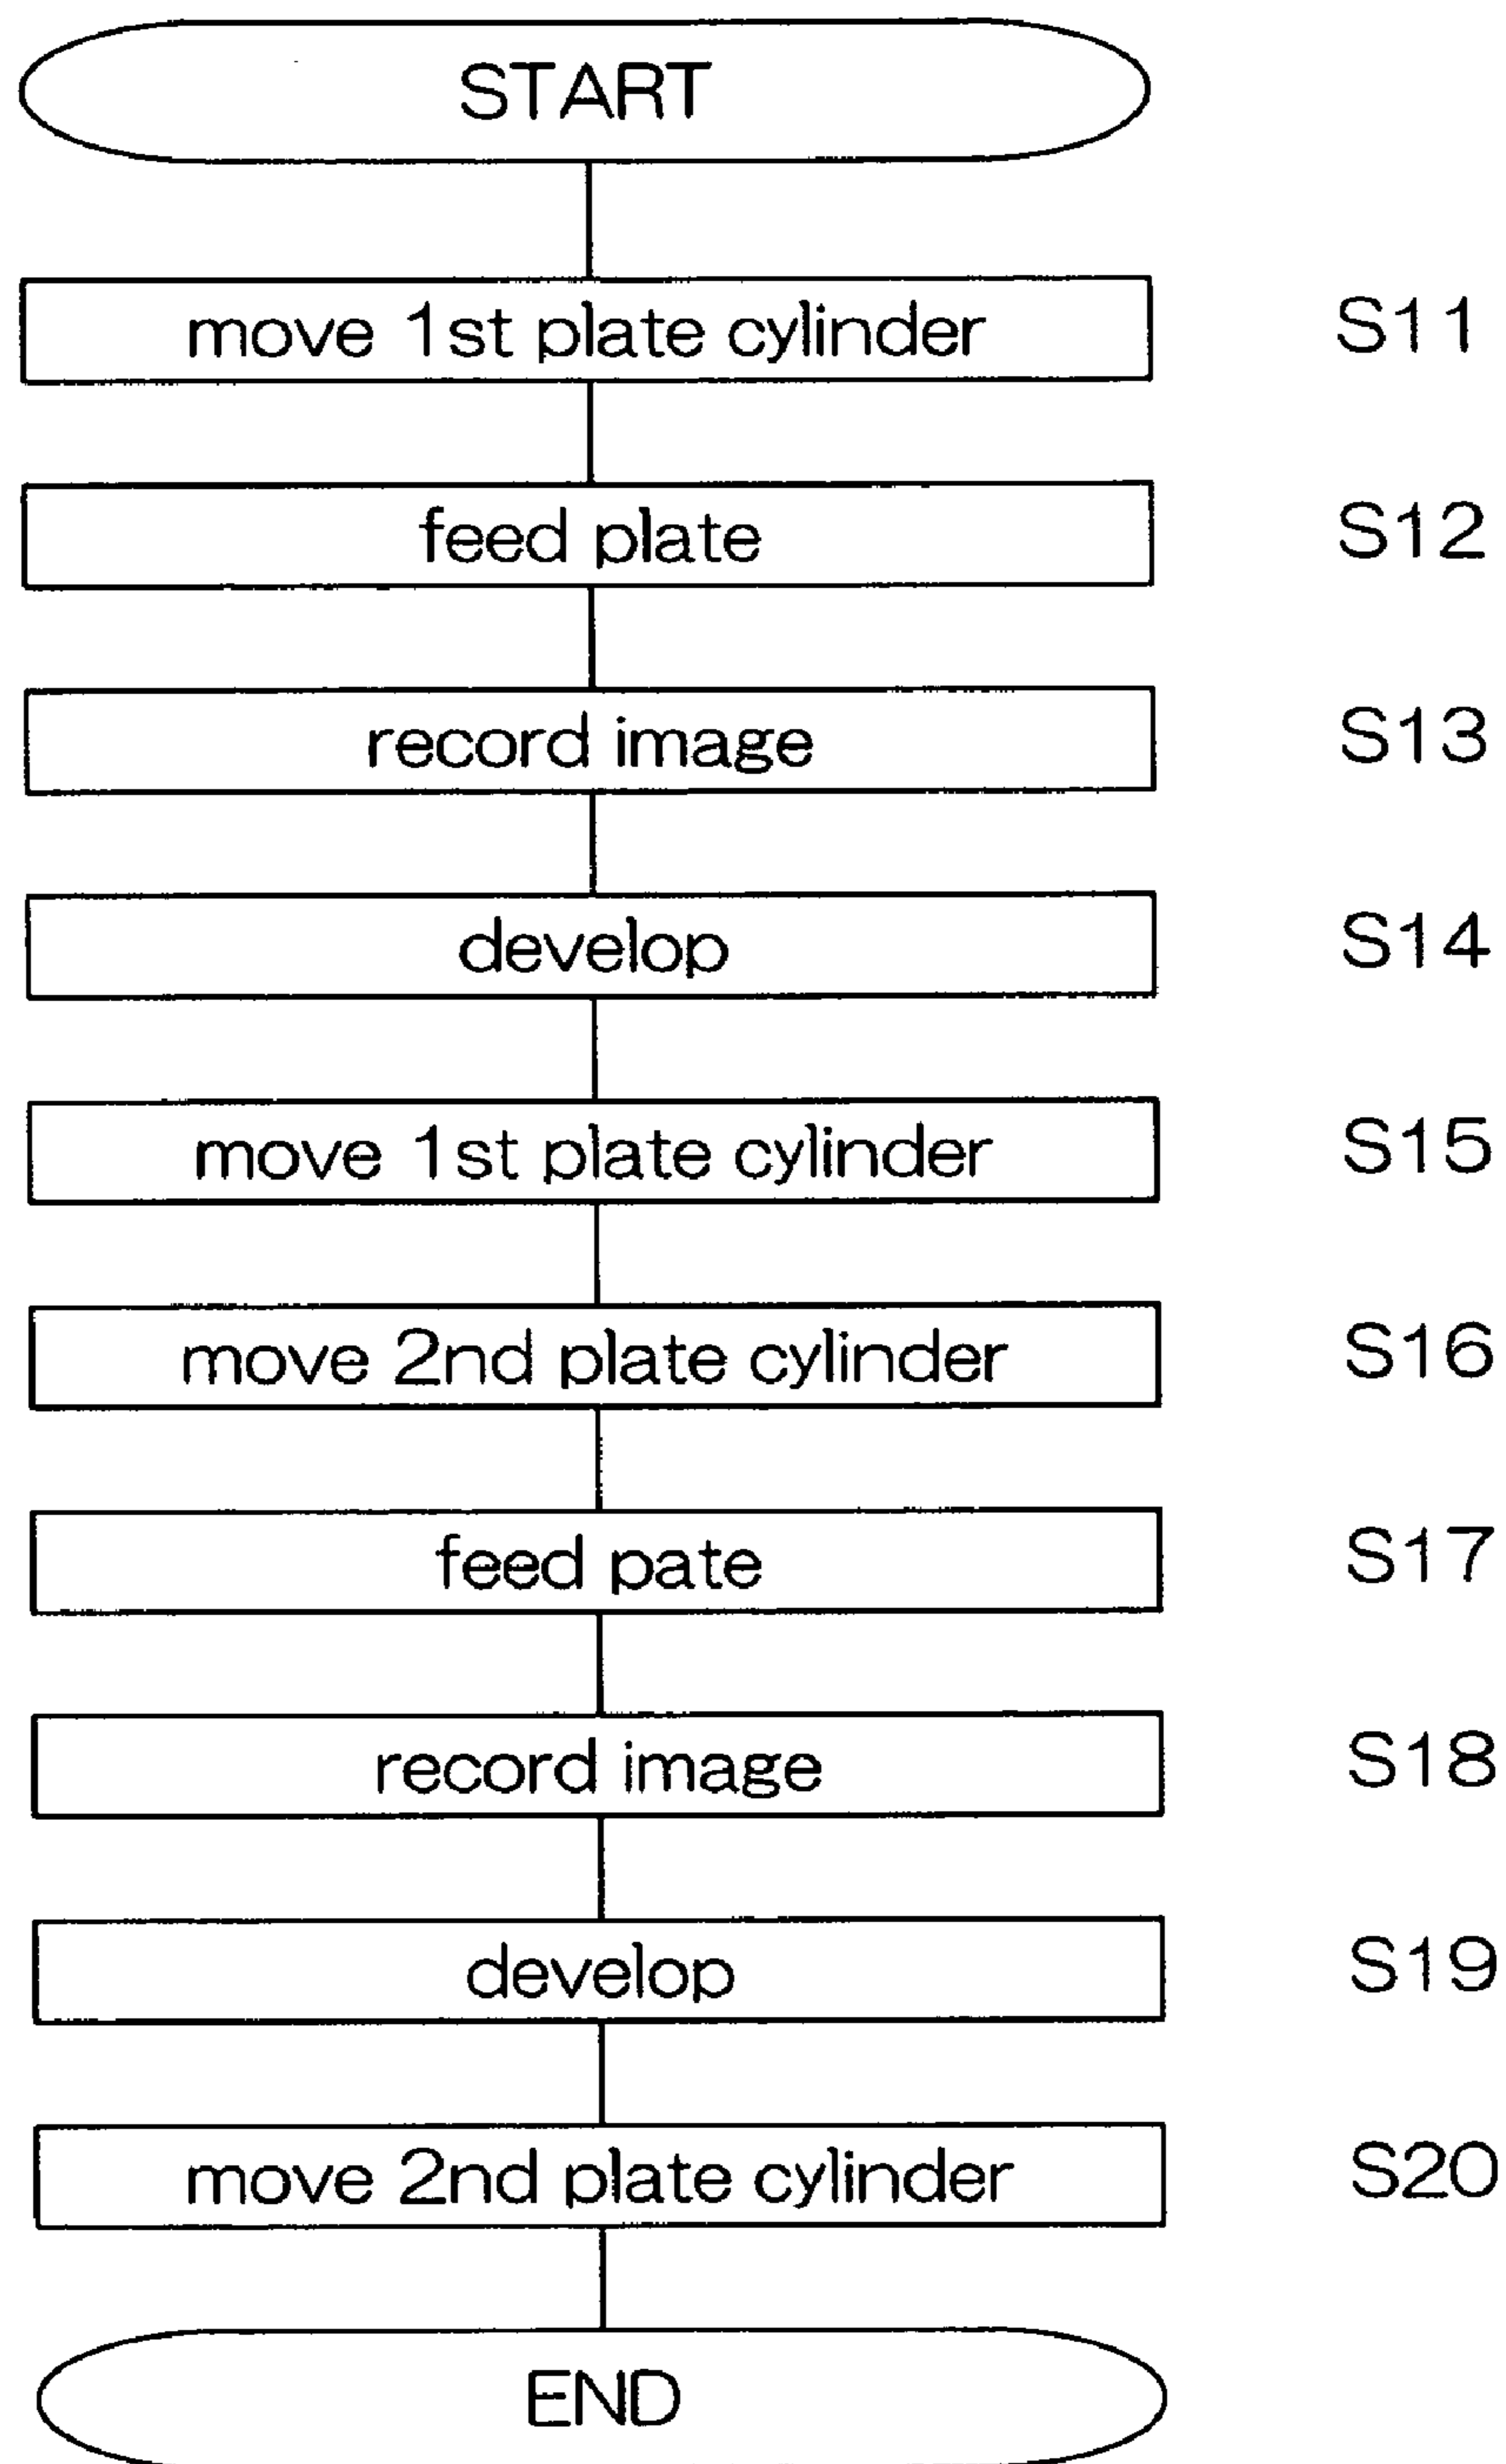 START
move 1st plate cylinder S11
feed plate S12
record image S13
develop S14
move 1st plate cylinder S15
move 2nd plate cylinder S16
feed pate S17
record image S18
develop S19
move 2nd plate cylinder S20
END